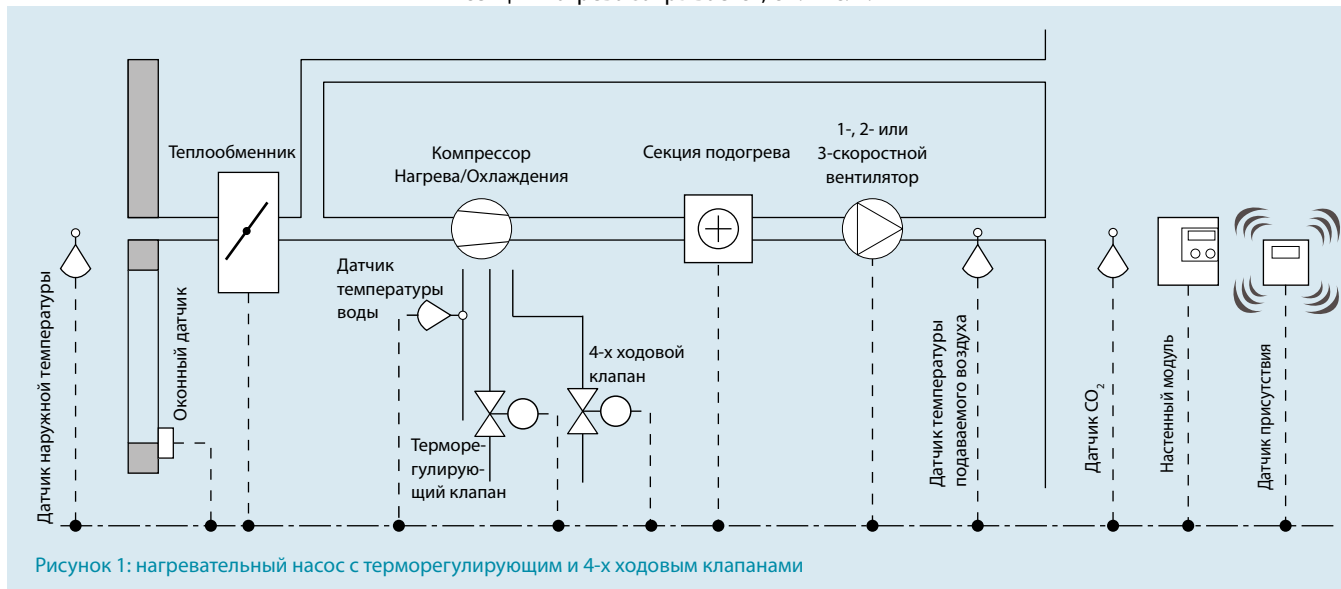 Теплообменник
Компрессор
Нагрева/Охлаждения
Секция подогрева
1-, 2- или
3-скоростной
вентилятор
Датчик наружной температуры
Оконный датчик
Датчик
температуры
воды
Терморе-
гулирую-
щий клапан
4-х ходовой
клапан
Датчик температуры
подаваемого воздуха
Датчик CO₂
Настенный модуль
Датчик присутствия
Рисунок 1: нагревательный насос с терморегулирующим и 4-х ходовым клапанами